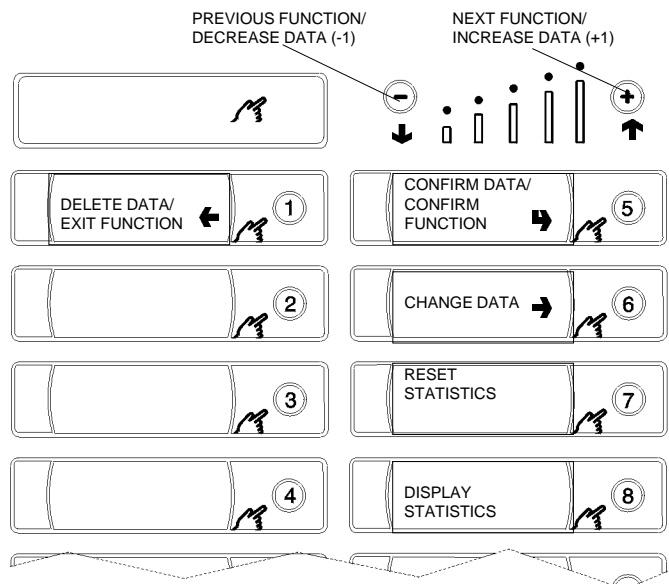 PREVIOUS FUNCTION/
DECREASE DATA (-1)
NEXT FUNCTION/
INCREASE DATA (+1)
-
+
DELETE DATA/
EXIT FUNCTION
1
CONFIRM DATA/
CONFIRM
FUNCTION
5
2
CHANGE DATA
6
3
RESET
STATISTICS
7
4
DISPLAY
STATISTICS
8